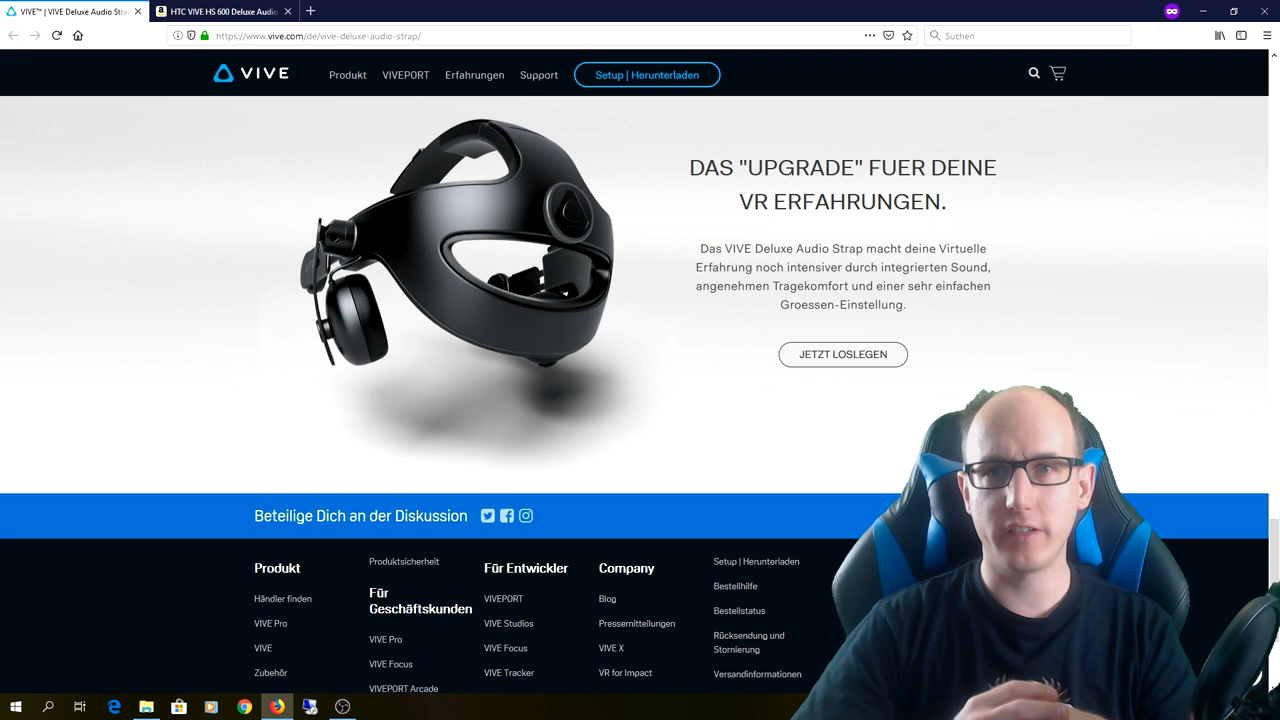 VIVE™ | VIVE Deluxe Audio Stra
HTC VIVE HS 600 Deluxe Audio
https://www.vive.com/de/vive-deluxe-audio-strap/
Suchen
VIVE
Produkt
VIVEPORT
Erfahrungen
Support
Setup | Herunterladen
DAS "UPGRADE" FUER DEINE
VR ERFAHRUNGEN.
Das VIVE Deluxe Audio Strap macht deine Virtuelle
Erfahrung noch intensiver durch integrierten Sound,
angenehmen Tragekomfort und einer sehr einfachen
Groessen-Einstellung.
JETZT LOSLEGEN
Beteilige Dich an der Diskussion
Produkt
Händler finden
VIVE Pro
VIVE
Zubehör
Produktsicherheit
Für
Geschäftskunden
VIVE Pro
VIVE Focus
VIVEPORT Arcade
Für Entwickler
VIVEPORT
VIVE Studios
VIVE Focus
VIVE Tracker
Company
Blog
Pressemitteilungen
VIVE X
VR for Impact
Setup | Herunterladen
Bestellhilfe
Bestellstatus
Rücksendung und
Stornierung
Versandinformationen